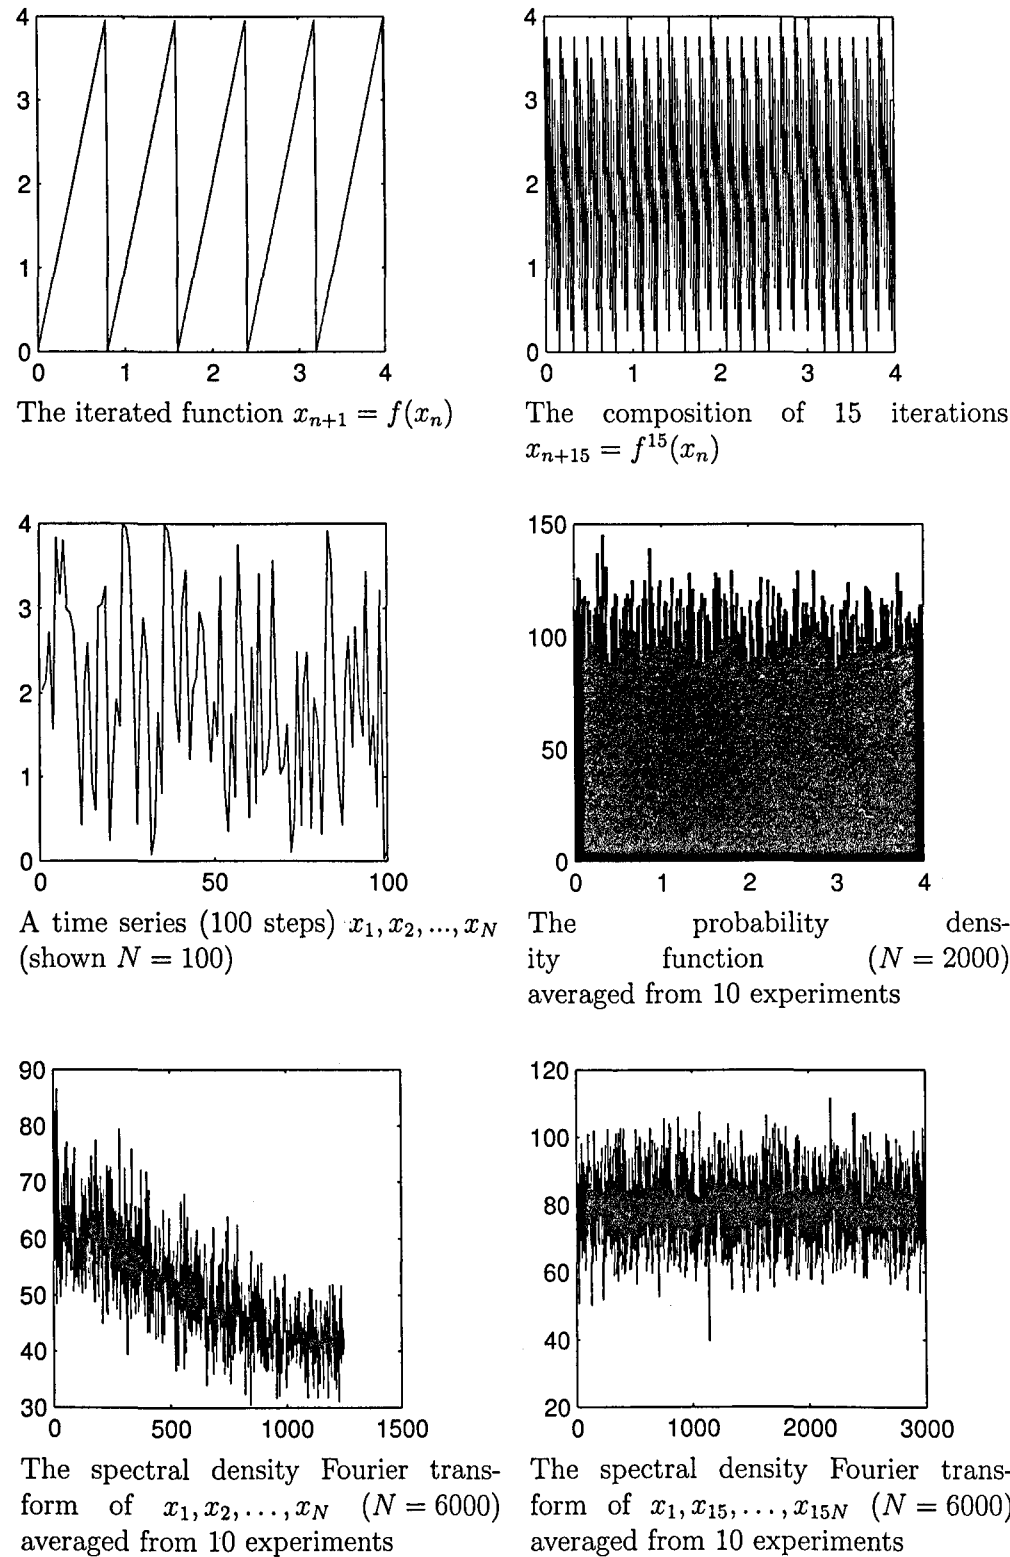 4
3
2
1
0
0 1 2 3 4
The iterated function x_{n+1} = f(x_n)
4
3
2
1
0
0 1 2 3 4
The composition of 15 iterations
x_{n+15} = f^{15}(x_n)
4
3
2
1
0
0 50 100
A time series (100 steps) x_1, x_2, ..., x_N
(shown N = 100)
150
100
50
0
0 1 2 3 4
The probability dens-
ity function (N = 2000)
averaged from 10 experiments
90
80
70
60
50
40
30
0 500 1000 1500
The spectral density Fourier trans-
form of x_1, x_2, . . . , x_N (N = 6000)
averaged from 10 experiments
120
100
80
60
40
20
0 1000 2000 3000
The spectral density Fourier trans-
form of x_1, x_{15}, . . . , x_{15N} (N = 6000)
averaged from 10 experiments